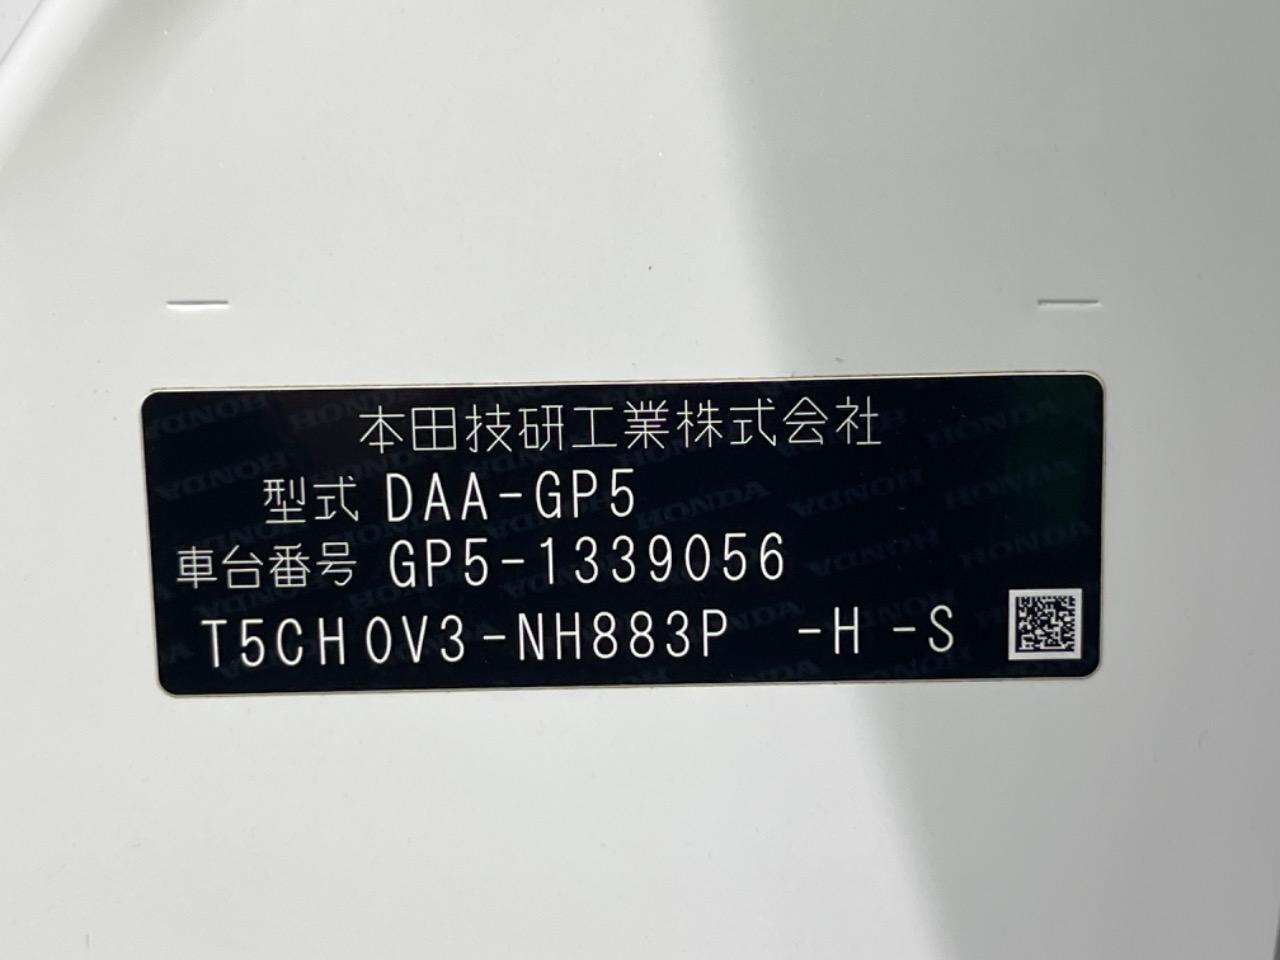 本田技研工業株式会社
型式 DAA-GP5
車台番号 GP5-1339056
T5CH0V3-NH883P -H -S